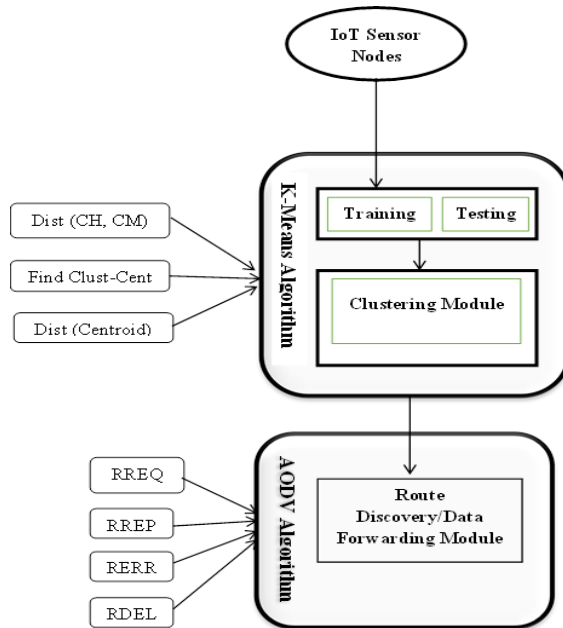 IoT Sensor
Nodes
K-Means Algorithm
Training
Testing
Clustering Module
Dist (CH, CM)
Find Clust-Cent
Dist (Centroid)
AODV Algorithm
Route
Discovery/Data
Forwarding Module
RREQ
RREP
RERR
RDEL